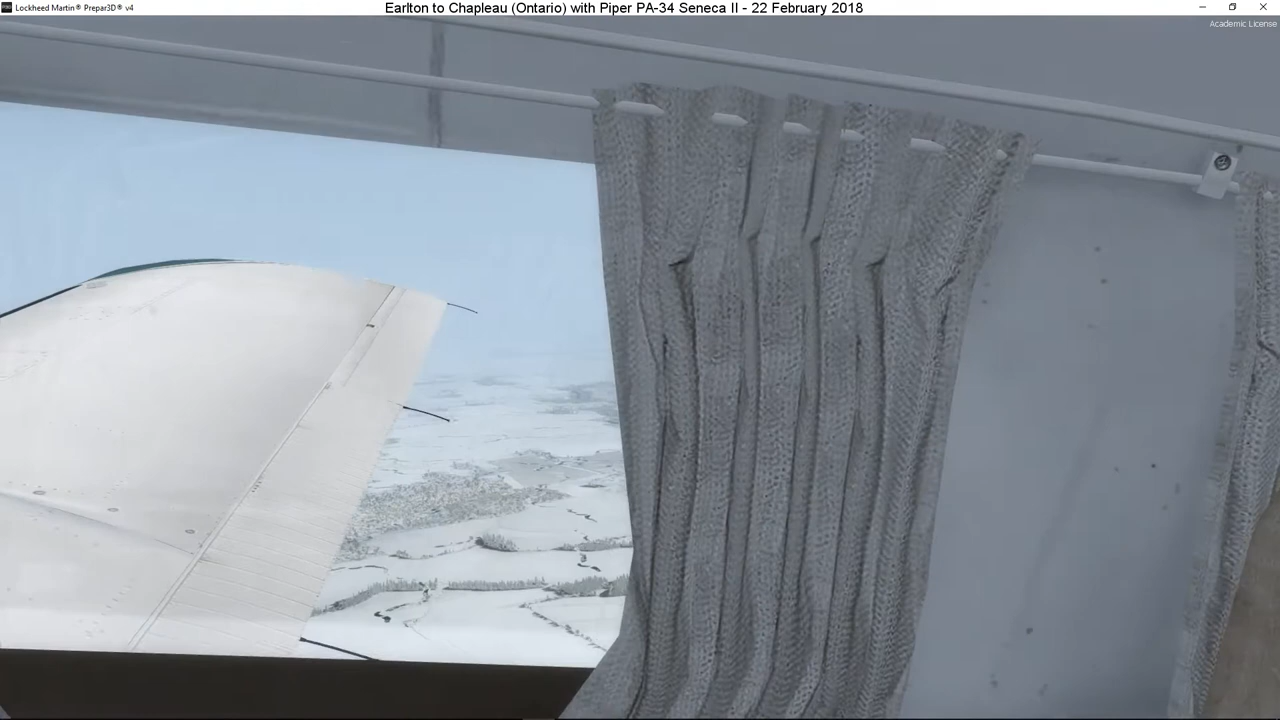 Lockheed Martin® Prepar3D® v4
Earlton to Chapleau (Ontario) with Piper PA-34 Seneca II - 22 February 2018
Academic License